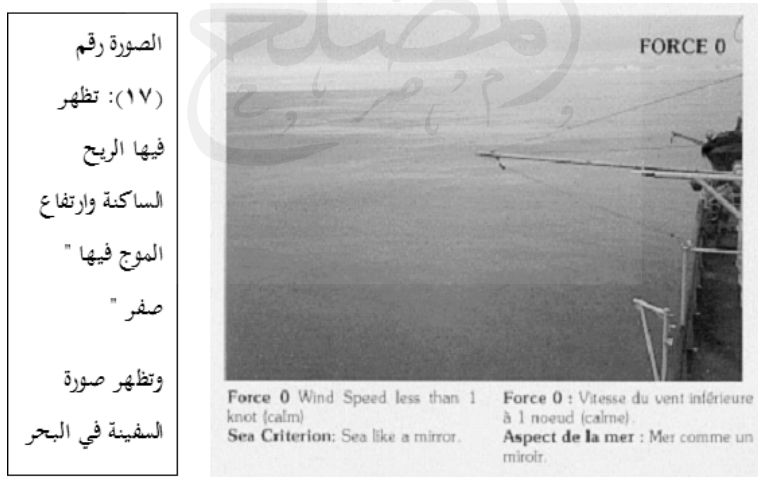 الصورة رقم
(١٧): تظهر
فيها الريح
الساكنة وارتفاع
الموج فيها "
صفر "
وتظهر صورة
السفينة في البحر
FORCE 0
Force 0 Wind Speed less than 1
knot (calm)
Sea Criterion: Sea like a mirror.
Force 0 : Vitesse du vent inférieure
à 1 noeud (calme).
Aspect de la mer : Mer comme un
miroir.